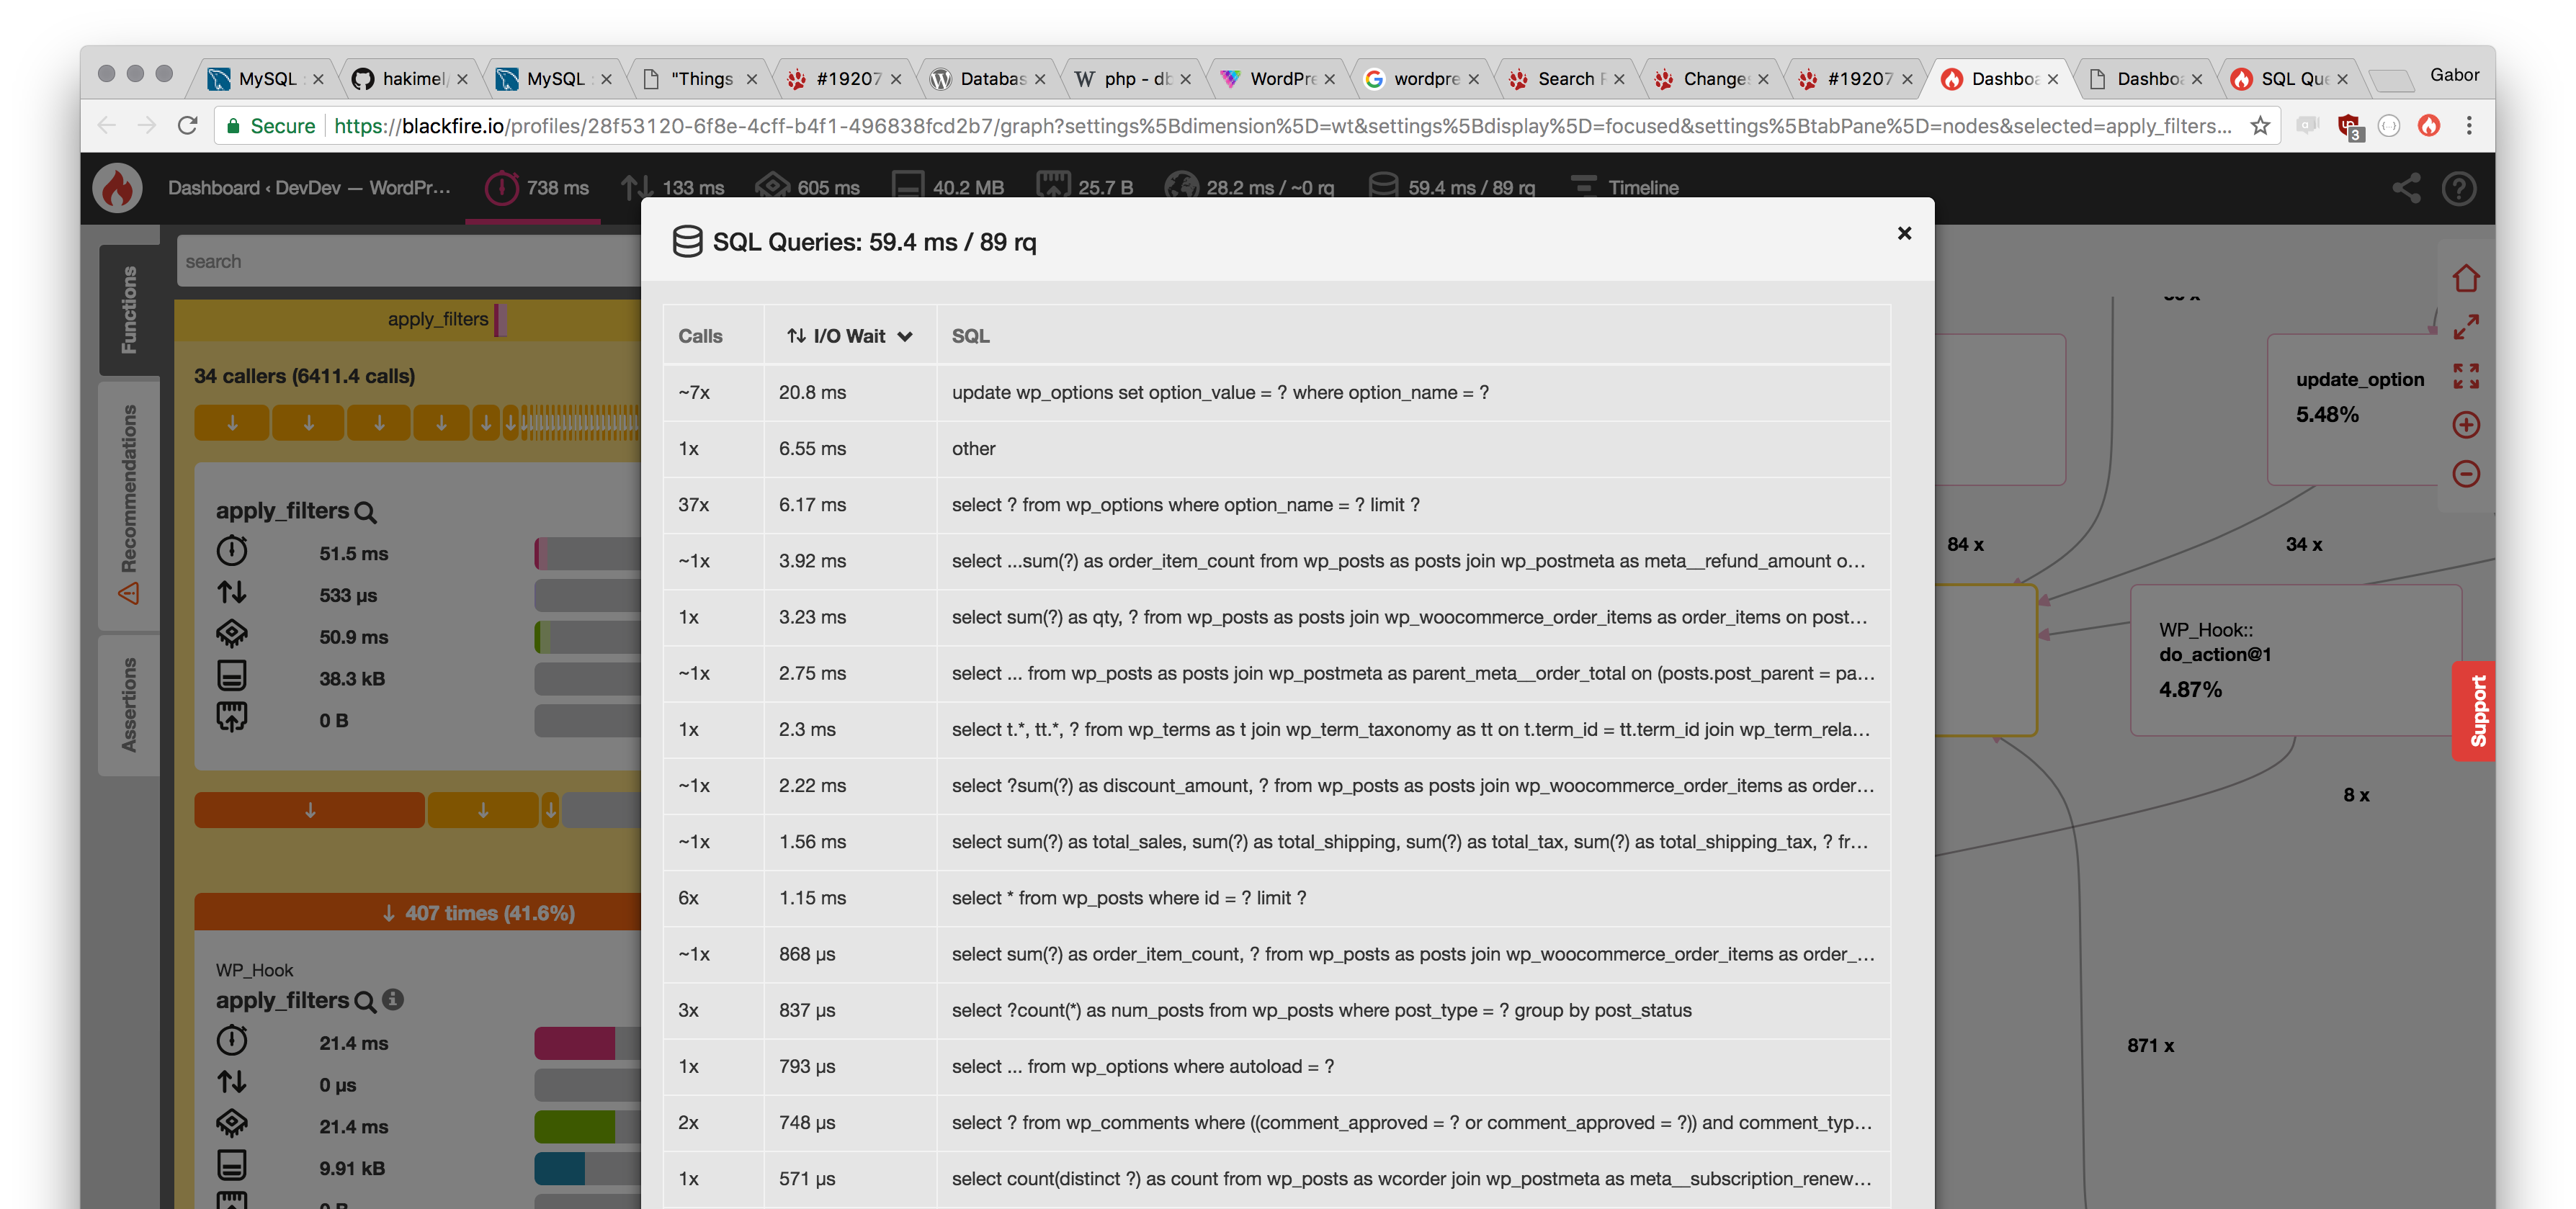 MySQL :
hakimel/
MySQL :
"Things
#19207
Databas
php - db
WordPre
wordpre
Search F
Change
#19207
Dashboa
Dashboa
SQL Que
Gabor
Secure https://blackfire.io/profiles/28f53120-6f8e-4cff-b4f1-496838fcd2b7/graph?settings%5Bdimension%5D=wt&settings%5Bdisplay%5D=focused&settings%5BtabPane%5D=nodes&selected=apply_filters...
3
Dashboard ‹ DevDev — WordPr... 738 ms 133 ms 605 ms 40.2 MB 25.7 B 28.2 ms / ~0 rq 59.4 ms / 89 rq Timeline
Functions
Recommendations
Assertions
search
apply_filters
34 callers (6411.4 calls)
apply_filters
51.5 ms
533 µs
50.9 ms
38.3 kB
0 B
407 times (41.6%)
WP_Hook
apply_filters
21.4 ms
0 µs
21.4 ms
9.91 kB
0 B
SQL Queries: 59.4 ms / 89 rq
Calls I/O Wait SQL
~7x 20.8 ms update wp_options set option_value = ? where option_name = ?
1x 6.55 ms other
37x 6.17 ms select ? from wp_options where option_name = ? limit ?
~1x 3.92 ms select ...sum(?) as order_item_count from wp_posts as posts join wp_postmeta as meta__refund_amount o...
1x 3.23 ms select sum(?) as qty, ? from wp_posts as posts join wp_woocommerce_order_items as order_items on post...
~1x 2.75 ms select ... from wp_posts as posts join wp_postmeta as parent_meta__order_total on (posts.post_parent = pa...
1x 2.3 ms select t.*, tt.*, ? from wp_terms as t join wp_term_taxonomy as tt on t.term_id = tt.term_id join wp_term_rela...
~1x 2.22 ms select ?sum(?) as discount_amount, ? from wp_posts as posts join wp_woocommerce_order_items as order...
~1x 1.56 ms select sum(?) as total_sales, sum(?) as total_shipping, sum(?) as total_tax, sum(?) as total_shipping_tax, ? fr...
6x 1.15 ms select * from wp_posts where id = ? limit ?
~1x 868 µs select sum(?) as order_item_count, ? from wp_posts as posts join wp_woocommerce_order_items as order_...
3x 837 µs select ?count(*) as num_posts from wp_posts where post_type = ? group by post_status
1x 793 µs select ... from wp_options where autoload = ?
2x 748 µs select ? from wp_comments where ((comment_approved = ? or comment_approved = ?)) and comment_typ...
1x 571 µs select count(distinct ?) as count from wp_posts as wcorder join wp_postmeta as meta__subscription_renew...
update_option
5.48%
84 x
34 x
WP_Hook::
do_action@1
4.87%
8 x
871 x
Support